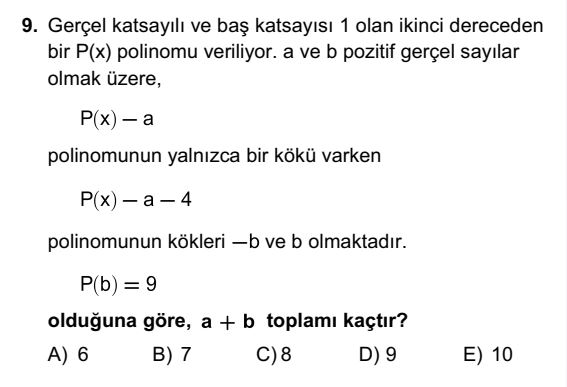 9. Gerçel katsayılı ve baş katsayısı 1 olan ikinci dereceden
bir P(x) polinomu veriliyor. a ve b pozitif gerçel sayılar
olmak üzere,
P(x) — a
polinomunun yalnızca bir kökü varken
P(x) — a — 4
polinomunun kökleri —b ve b olmaktadır.
P(b) = 9
olduğuna göre, a + b toplamı kaçtır?
A) 6 B) 7 C) 8 D) 9 E) 10